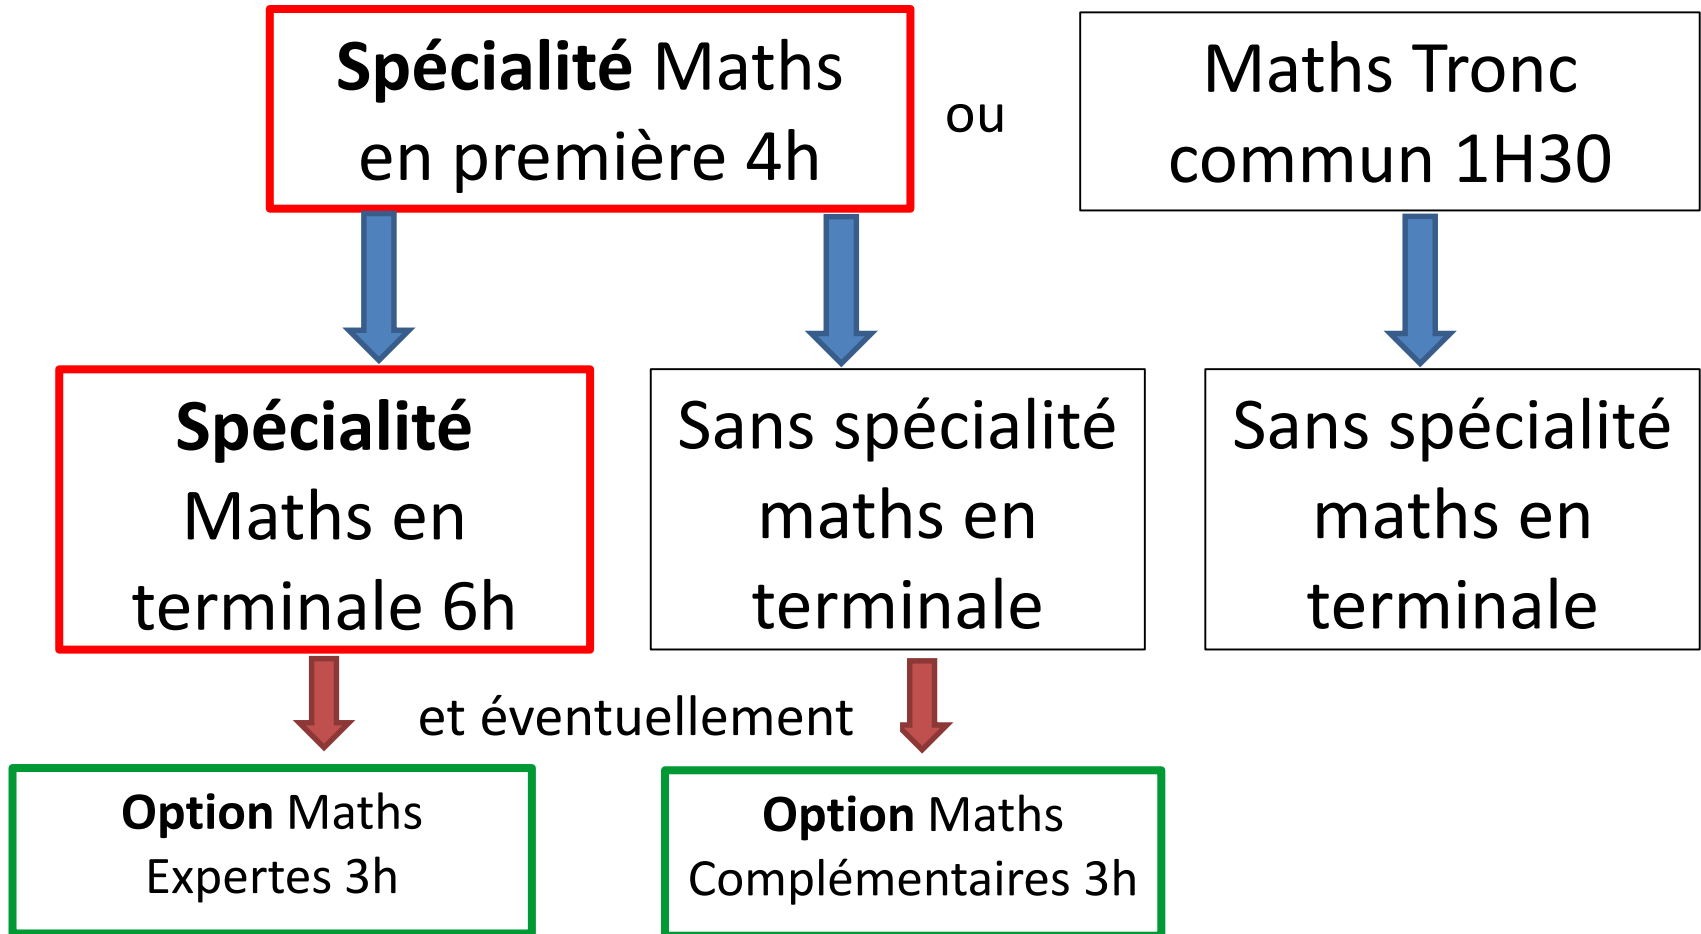 Spécialité Maths
en première 4h
ou
Maths Tronc
commun 1H30
Spécialité
Maths en
terminale 6h
Sans spécialité
maths en
terminale
Sans spécialité
maths en
terminale
et éventuellement
Option Maths
Expertes 3h
Option Maths
Complémentaires 3h